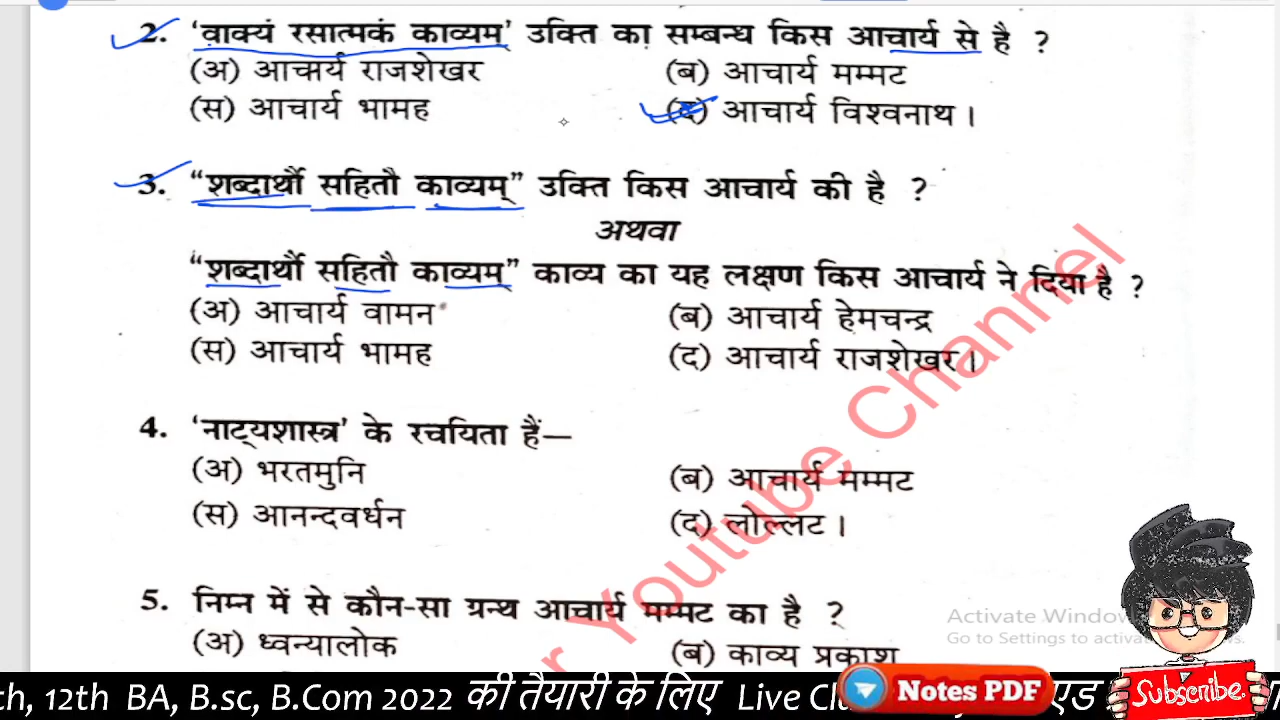 2. 'वाक्यं रसात्मकं काव्यम्' उक्ति का सम्बन्ध किस आचार्य से है ?
(अ) आचार्य राजशेखर (ब) आचार्य मम्मट
(स) आचार्य भामह (द) आचार्य विश्वनाथ।
3. "शब्दार्थौ सहितौ काव्यम्" उक्ति किस आचार्य की है ?
अथवा
"शब्दार्थौ सहितौ काव्यम्" काव्य का यह लक्षण किस आचार्य ने दिया है ?
(अ) आचार्य वामन (ब) आचार्य हेमचन्द्र
(स) आचार्य भामह (द) आचार्य राजशेखर।
4. 'नाट्यशास्त्र' के रचयिता हैं—
(अ) भरतमुनि (ब) आचार्य मम्मट
(स) आनन्दवर्धन (द) लोल्लट।
5. निम्न में से कौन-सा ग्रन्थ आचार्य मम्मट का है ?
(अ) ध्वन्यालोक (ब) काव्य प्रकाश
Youtube Channel
Activate
Go to Settings to
12th BA, B.sc, B.Com 2022 की तैयारी के लिए Live
Notes PDF
Subscribe